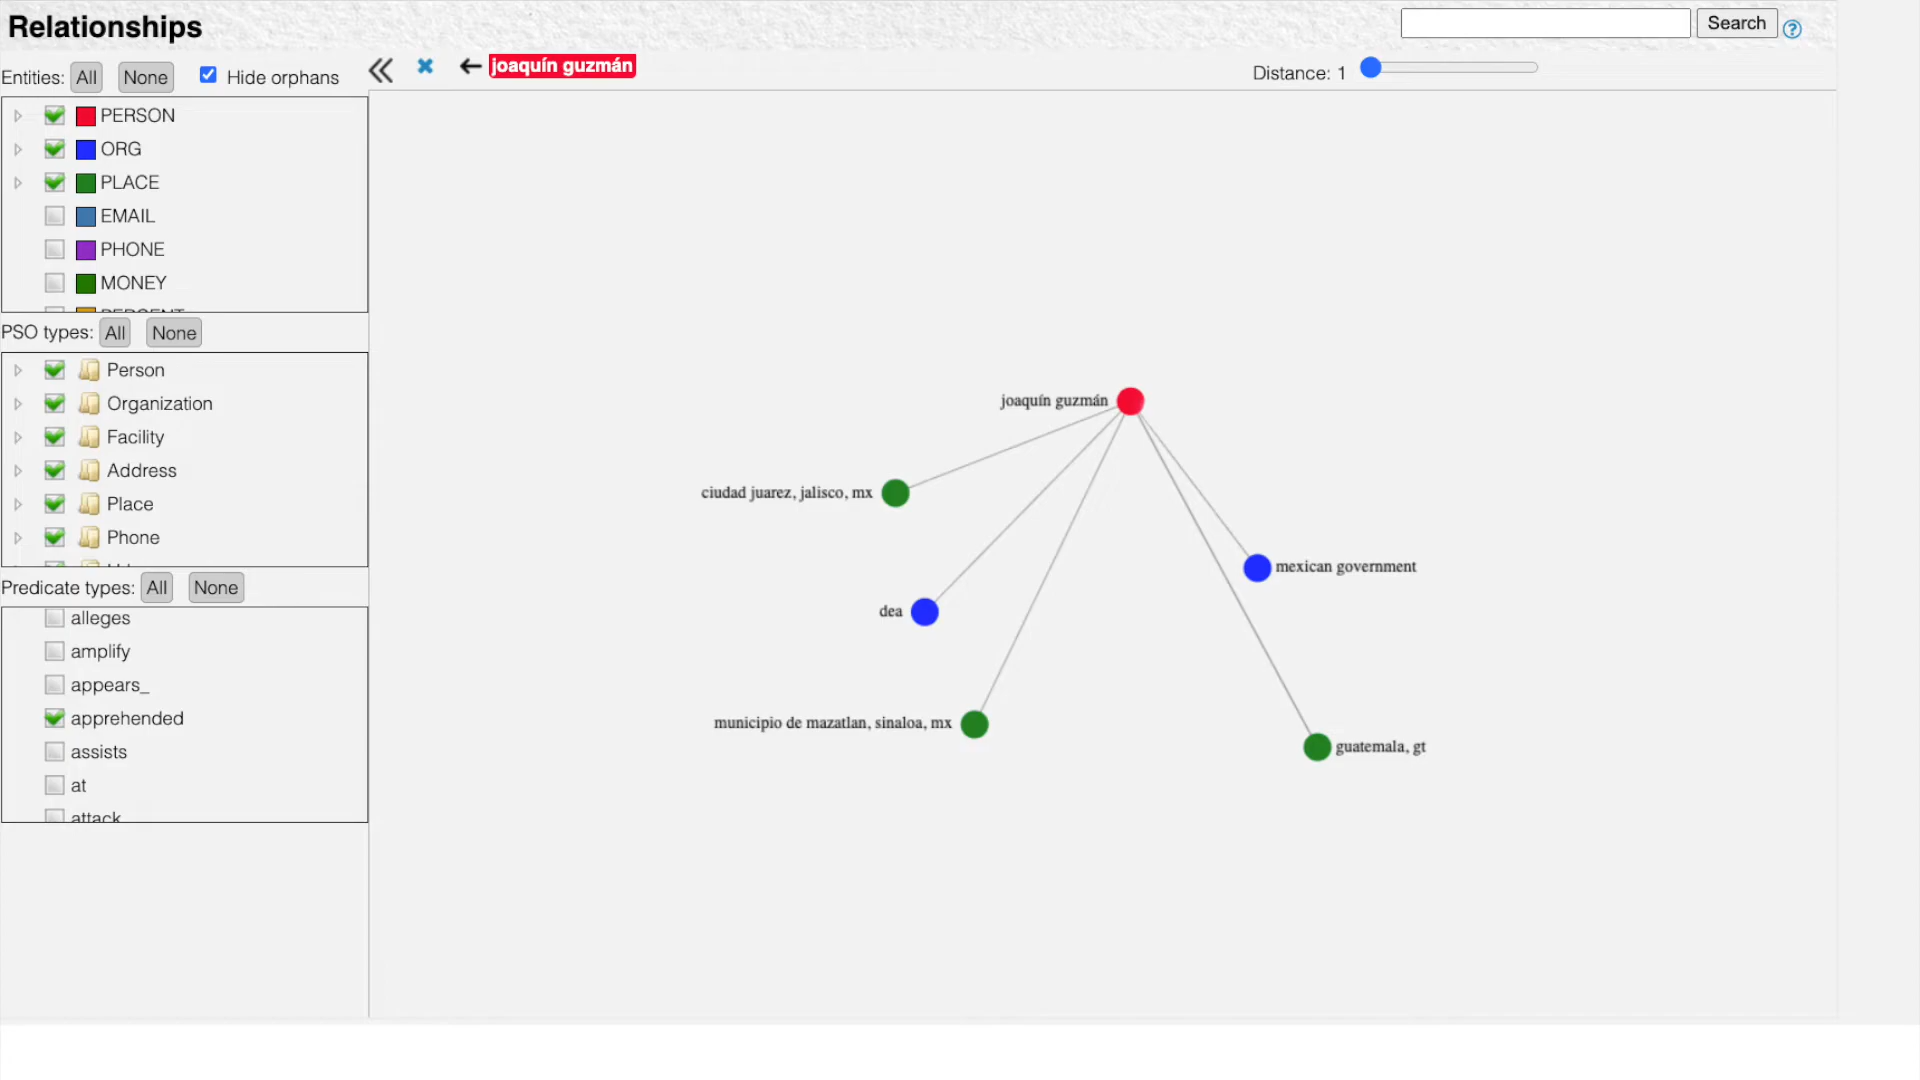 Relationships
Search
Entities: All None Hide orphans
joaquín guzmán
Distance: 1
PERSON
ORG
PLACE
EMAIL
PHONE
MONEY
PERCENT
PSO types: All None
Person
Organization
Facility
Address
Place
Phone
Predicate types: All None
alleges
amplify
appears_
apprehended
assists
at
attack
joaquín guzmán
ciudad juarez, jalisco, mx
mexican government
dea
municipio de mazatlan, sinaloa, mx
guatemala, gt